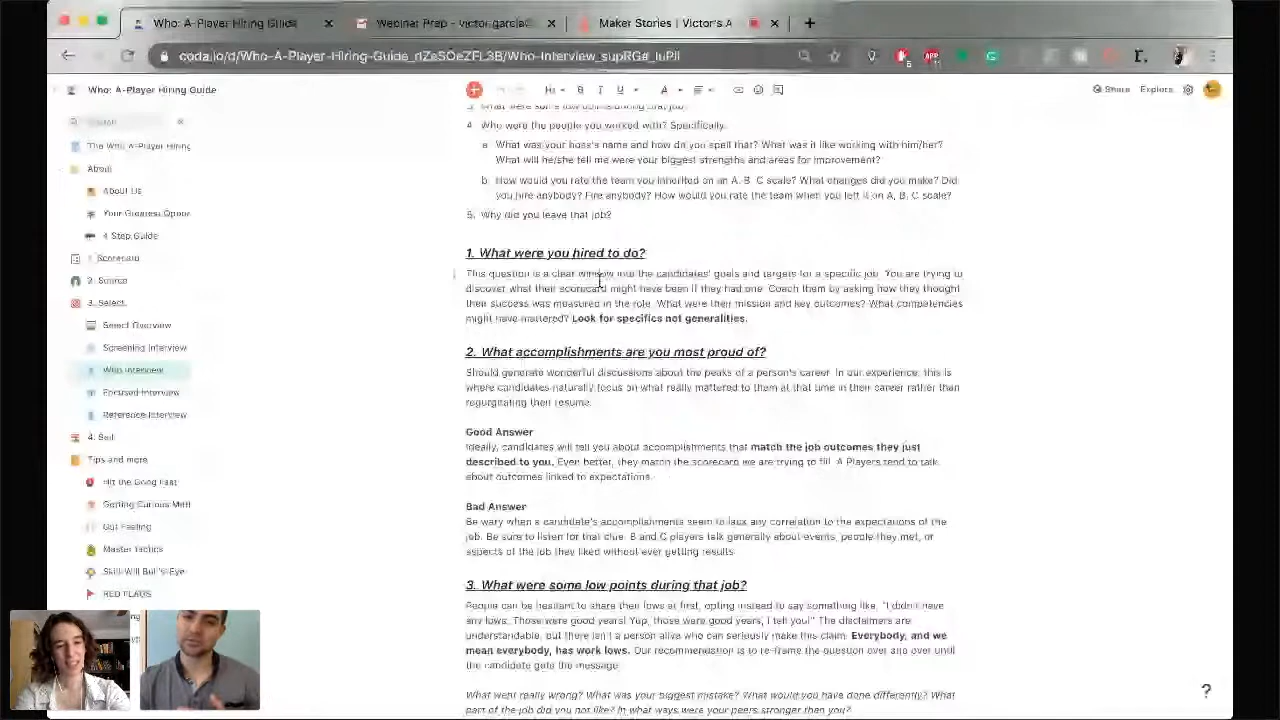 Who: A-Player Hiring Guide
Webinar Prep - victor.garcia
Maker Stories | Victor's A
coda.io/d/Who-A-Player-Hiring-Guide
Who: A-Player Hiring Guide
Share
Explore
The Who A-Player Hiring
About
About Us
Your Greatest Oppor
4 Step Guide
1: Scorecard
2: Source
3: Select
Select Overview
Screening Interview
Who Interview
Focused Interview
Reference Interview
4: Sell
Tips and more
Hit the Gong Fast
Getting Curious
Gut Feeling
Master Tactics
Skill-Will Bull's-Eye
RED FLAGS
3. What were some low points during that job?
4. Who were the people you worked with? Specifically:
a. What was your boss's name and how do you spell that? What was it like working with him/her?
What will he/she tell me were your biggest strengths and areas for improvement?
b. How would you rate the team you inherited on an A, B, C scale? What changes did you make? Did
you hire anybody? Fire anybody? How would you rate the team when you left it on A, B, C scale?
5. Why did you leave that job?
1. What were you hired to do?
This question is a clear window into the candidates' goals and targets for a specific job. You are trying to
discover what their scorecard might have been if they had one. Coach them by asking how they thought
their success was measured in the role. What were their mission and key outcomes? What competencies
might have mattered? Look for specifics not generalities.
2. What accomplishments are you most proud of?
Should generate wonderful discussions about the peaks of a person's career. In our experience, this is
where candidates naturally focus on what really mattered to them at that time in their career rather than
regurgitating their resume.
Good Answer
Ideally, candidates will tell you about accomplishments that match the job outcomes they just
described to you. Even better, they match the scorecard we are trying to fill. A Players tend to talk
about outcomes linked to expectations.
Bad Answer
Be wary when a candidate's accomplishments seem to lack any correlation to the expectations of the
job. Be sure to listen for that clue. B and C players talk generally about events, people they met, or
aspects of the job they liked without ever getting results.
3. What were some low points during that job?
People can be hesitant to share their lows at first, opting instead to say something like, "I didn't have
any lows. Those were good years! Yup, those were good years, I tell you!" The disclaimers are
understandable, but there isn't a person alive who can seriously make this claim. Everybody, and we
mean everybody, has work lows. Our recommendation is to re-frame the question over and over until
the candidate gets the message.
What went really wrong? What was your biggest mistake? What would you have done differently? What
part of the job did you not like? In what ways were your peers stronger than you?
?